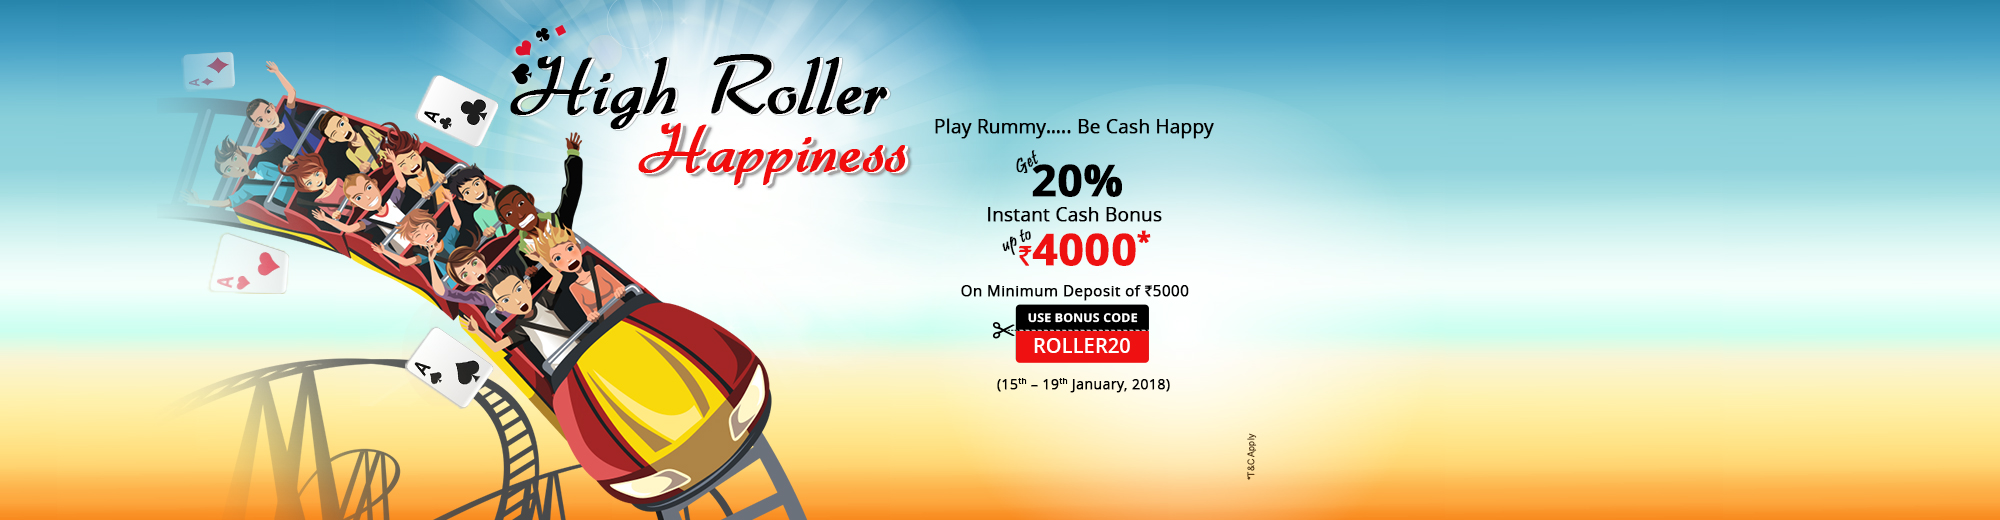 High Roller
Happiness
Play Rummy..... Be Cash Happy
Get
20%
Instant Cash Bonus
up to
₹4000*
On Minimum Deposit of ₹5000
USE BONUS CODE
ROLLER20
(15th – 19th January, 2018)
*T&C Apply
A
A
A
A